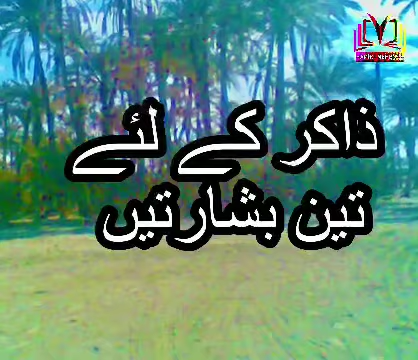 ذاکر کے لئے
تین بشارتیں